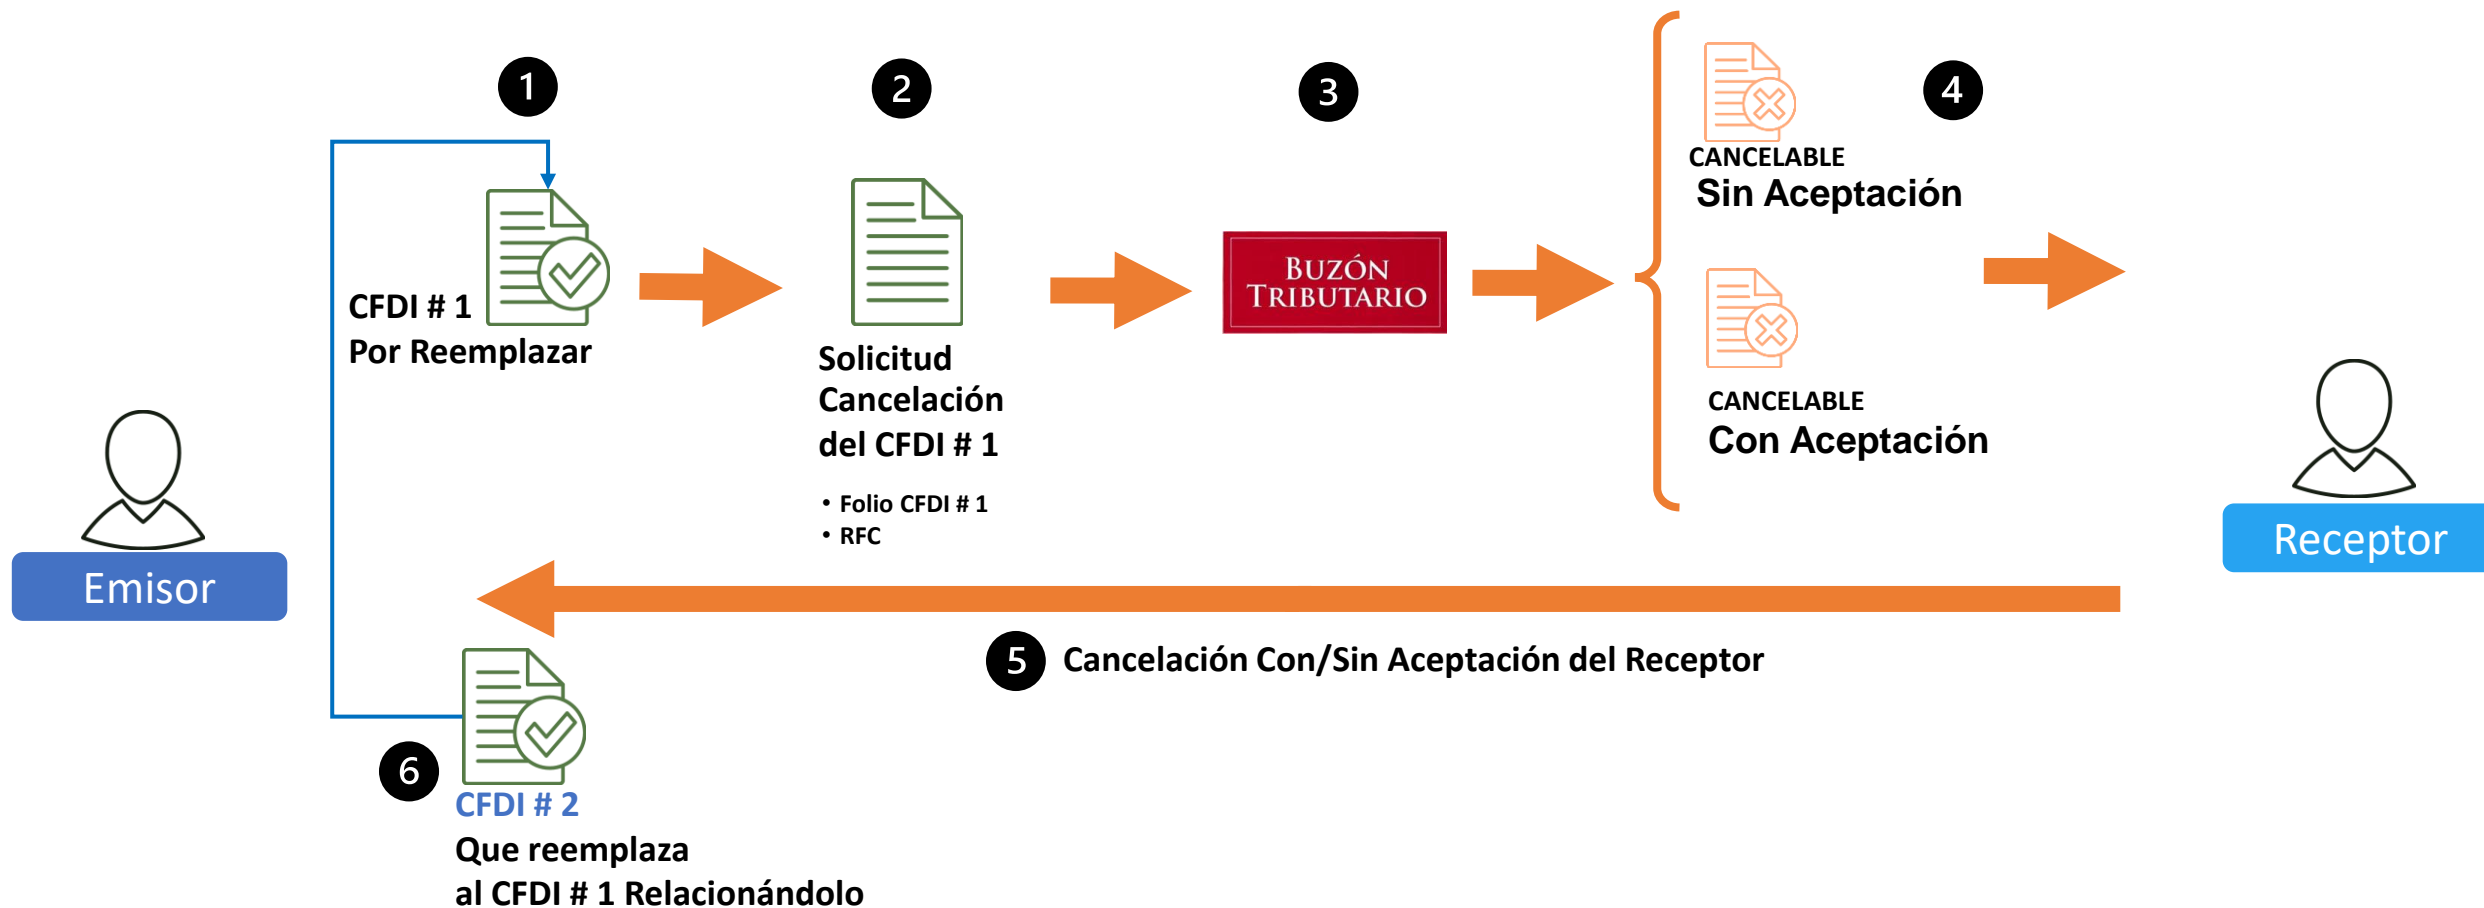 1
2
3
4
CFDI # 1
Por Reemplazar
Solicitud
Cancelación
del CFDI # 1
• Folio CFDI # 1
• RFC
BUZÓN
TRIBUTARIO
CANCELABLE
Sin Aceptación
CANCELABLE
Con Aceptación
Emisor
Receptor
5 Cancelación Con/Sin Aceptación del Receptor
6
CFDI # 2
Que reemplaza
al CFDI # 1 Relacionándolo